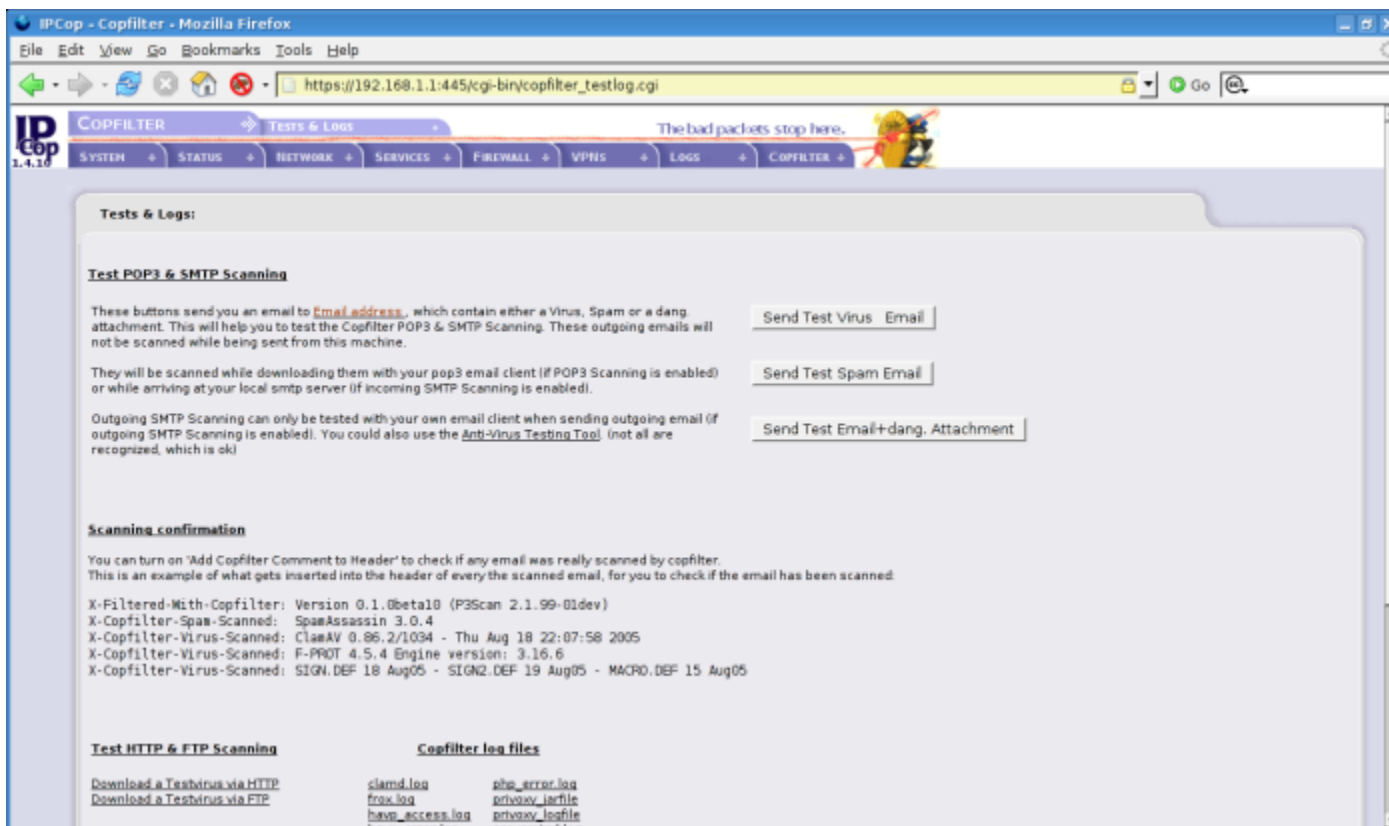 IPCop - Copfilter - Mozilla Firefox
File Edit View Go Bookmarks Tools Help
https://192.168.1.1:445/cgi-bin/copfilter_testlog.cgi
Go
IP
Cop
COPFILTER
TESTS & LOGS
The bad packets stop here.
SYSTEM + STATUS + NETWORK + SERVICES + FIREWALL + VPNS + LOGS + COPFILTER +
Tests & Logs:
Test POP3 & SMTP Scanning
These buttons send you an email to Email address , which contain either a Virus, Spam or a dang.
attachment. This will help you to test the Copfilter POP3 & SMTP Scanning. These outgoing emails will
not be scanned while being sent from this machine.
Send Test Virus Email
They will be scanned while downloading them with your pop3 email client (if POP3 Scanning is enabled)
or while arriving at your local smtp server (if incoming SMTP Scanning is enabled).
Send Test Spam Email
Outgoing SMTP Scanning can only be tested with your own email client when sending outgoing email (if
outgoing SMTP Scanning is enabled). You could also use the Anti-Virus Testing Tool. (not all are
recognized, which is ok)
Send Test Email+dang. Attachment
Scanning confirmation
You can turn on 'Add Copfilter Comment to Header' to check if any email was really scanned by copfilter.
This is an example of what gets inserted into the header of every the scanned email, for you to check if the email has been scanned:
X-Filtered-With-Copfilter: Version 0.1.0beta10 (P3Scan 2.1.99-01dev)
X-Copfilter-Spam-Scanned: SpamAssassin 3.0.4
X-Copfilter-Virus-Scanned: ClamAV 0.86.2/1034 - Thu Aug 18 22:07:58 2005
X-Copfilter-Virus-Scanned: F-PROT 4.5.4 Engine version: 3.16.6
X-Copfilter-Virus-Scanned: SIGN.DEF 18 Aug05 - SIGN2.DEF 19 Aug05 - MACRO.DEF 15 Aug05
Test HTTP & FTP Scanning
Copfilter log files
Download a Testvirus via HTTP
clamd.log
php_error.log
Download a Testvirus via FTP
frox.log
privoxy_jarfile
havp_access.log
privoxy_logfile